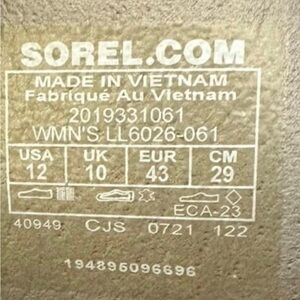 SOREL.COM
MADE IN VIETNAM
Fabriqué Au Vietnam
2019331061
WMN'S LL6026-061
USA UK EUR CM
12 10 43 29
ECA-23
40949 CJS 0721 122
194895096696